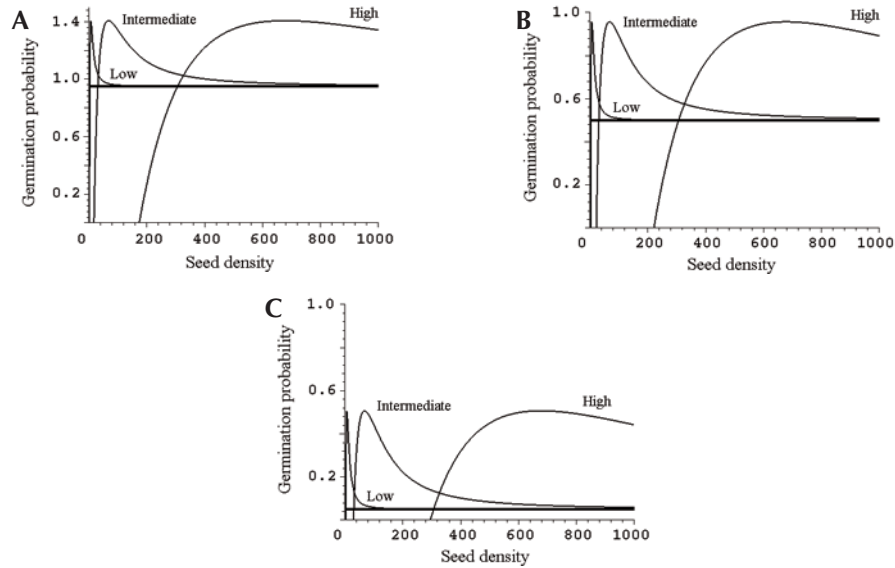 A
Germination probability
1.4
1.0
0.6
0.2
Intermediate
High
Low
0 200 400 600 800 1000
Seed density
B
Germination probability
1.0
0.6
0.2
Intermediate
High
Low
0 200 400 600 800 1000
Seed density
C
Germination probability
1.0
0.6
0.2
Intermediate
High
Low
0 200 400 600 800 1000
Seed density